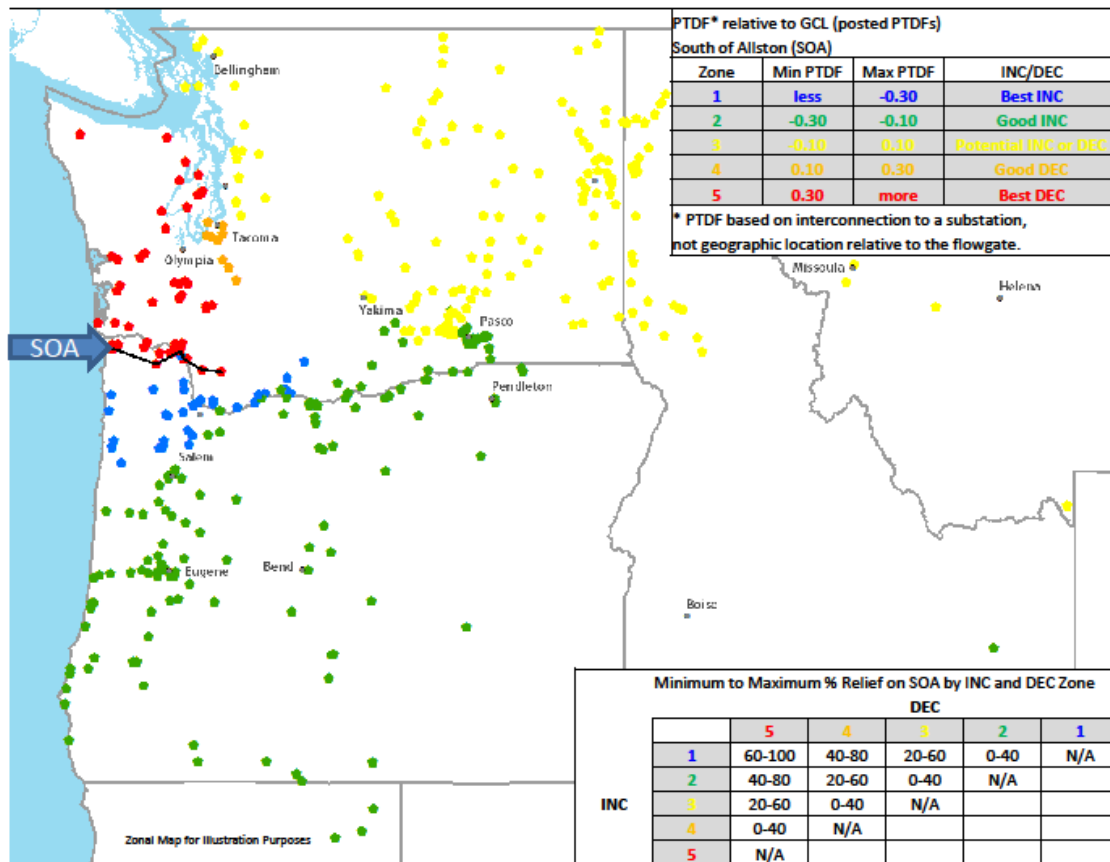 PTDF* relative to GCL (posted PTDFs)
South of Allston (SOA)
Zone Min PTDF Max PTDF INC/DEC
1 less -0.30 Best INC
2 -0.30 -0.10 Good INC
3 -0.10 0.10 Potential INC or DEC
4 0.10 0.30 Good DEC
5 0.30 more Best DEC
* PTDF based on interconnection to a substation,
not geographic location relative to the flowgate.
Bellingham
Tacoma
Olympia
Missoula
Helena
Yakima
Pasco
SOA
Pendleton
Salem
Eugene
Bend
Boise
Minimum to Maximum % Relief on SOA by INC and DEC Zone
DEC
5 4 3 2 1
1 60-100 40-80 20-60 0-40 N/A
2 40-80 20-60 0-40 N/A
INC 3 20-60 0-40 N/A
4 0-40 N/A
5 N/A
Zonal Map for Illustration Purposes